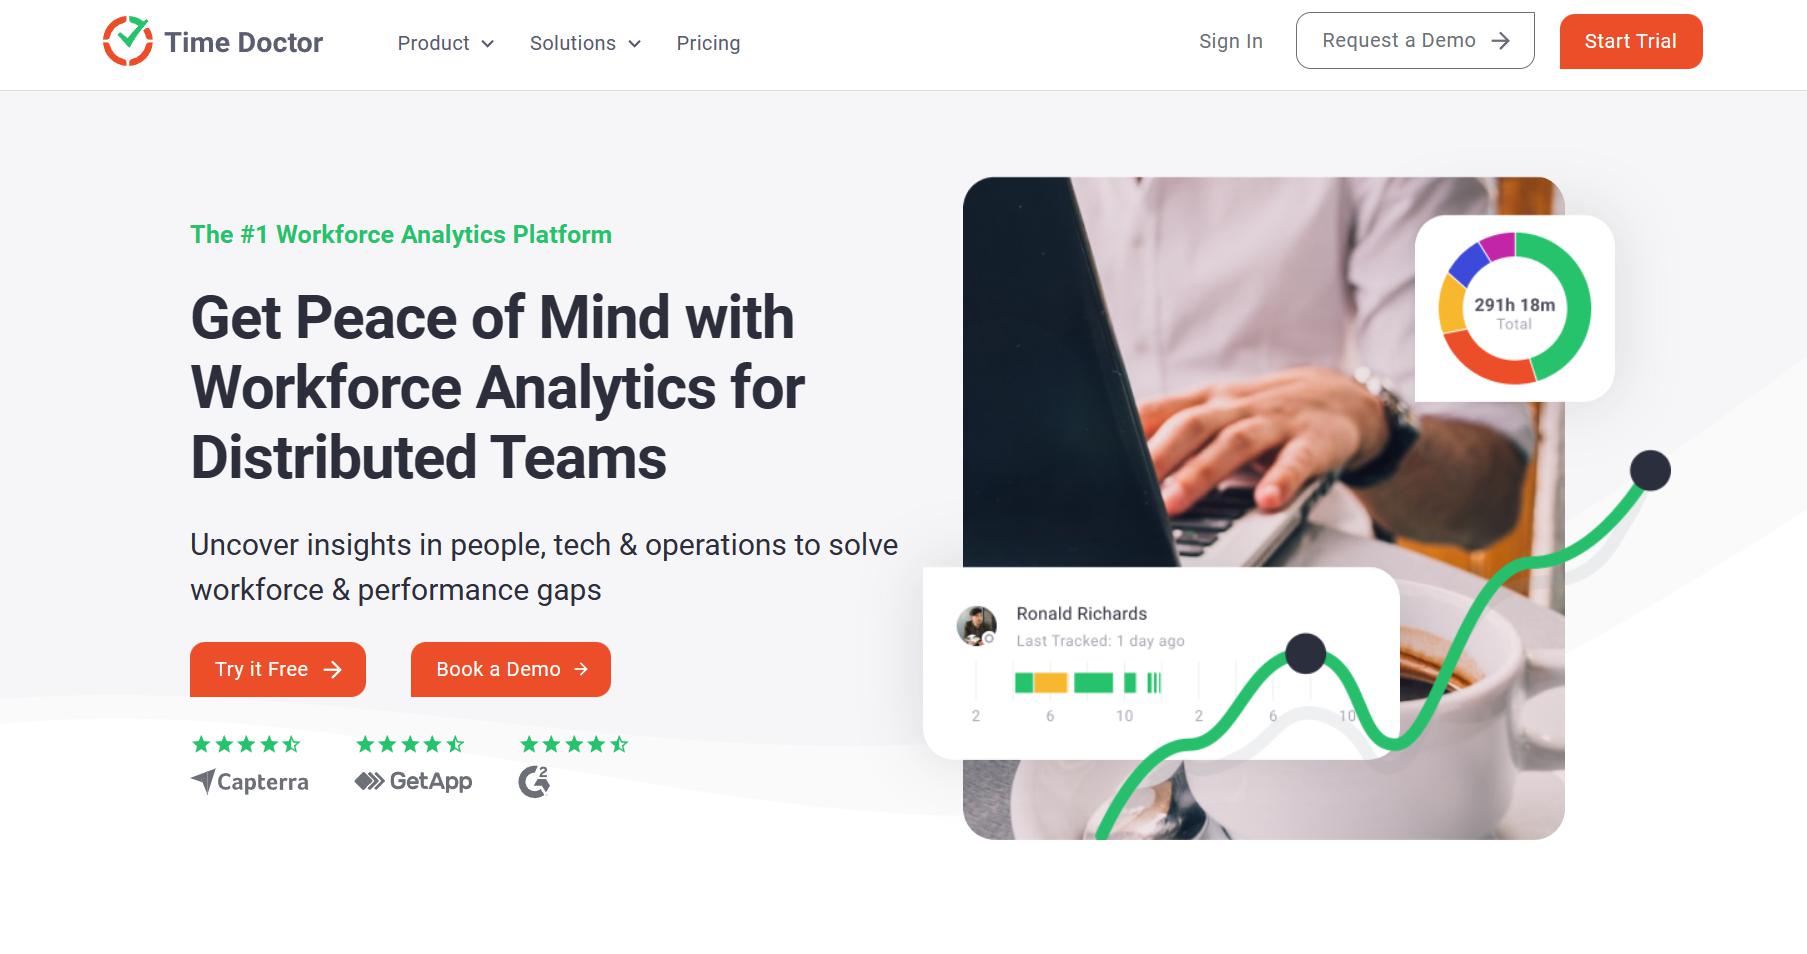 Time Doctor
Product
Solutions
Pricing
Sign In
Request a Demo
Start Trial
The #1 Workforce Analytics Platform
Get Peace of Mind with
Workforce Analytics for
Distributed Teams
Uncover insights in people, tech & operations to solve
workforce & performance gaps
Try it Free
Book a Demo
Capterra
GetApp
G2
291h 18m
Total
Ronald Richards
Last Tracked: 1 day ago
2 6 10 2 6 10